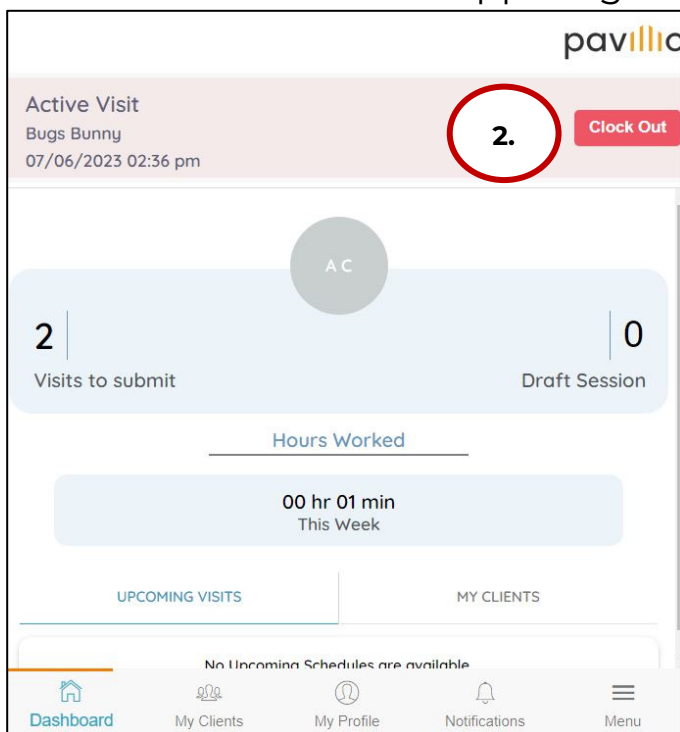 pavillio
Active Visit
Bugs Bunny
07/06/2023 02:36 pm
2.
Clock Out
A C
2
0
Visits to submit
Draft Session
Hours Worked
00 hr 01 min
This Week
UPCOMING VISITS
MY CLIENTS
No Upcoming Schedules are available
Dashboard
My Clients
My Profile
Notifications
Menu